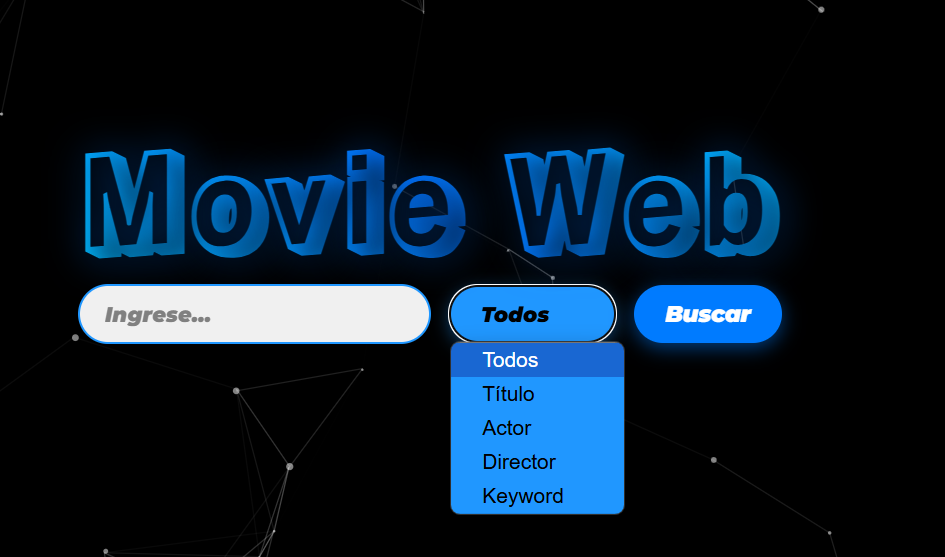 Movie Web
Ingrese... Todos Buscar
Todos
Título
Actor
Director
Keyword